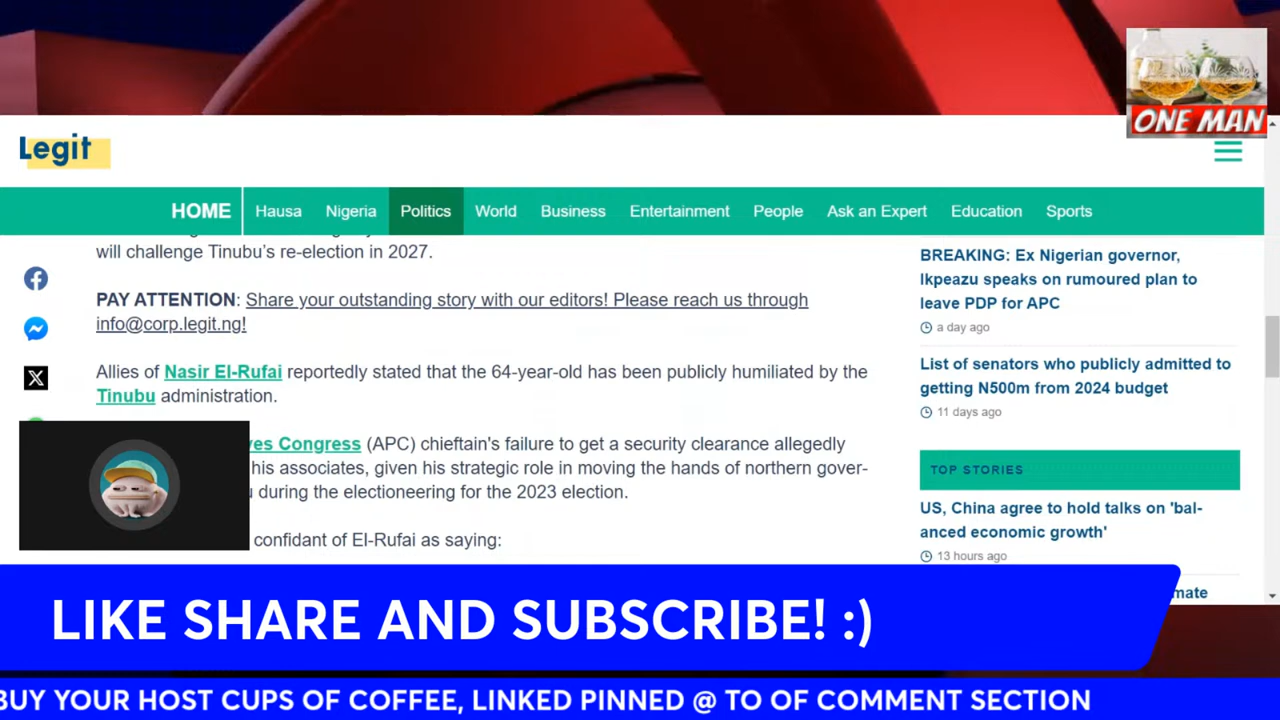 ONE MAN
Legit
HOME Hausa Nigeria Politics World Business Entertainment People Ask an Expert Education Sports
will challenge Tinubu's re-election in 2027.
PAY ATTENTION: Share your outstanding story with our editors! Please reach us through
info@corp.legit.ng!
Allies of Nasir El-Rufai reportedly stated that the 64-year-old has been publicly humiliated by the
Tinubu administration.
Congress (APC) chieftain's failure to get a security clearance allegedly
his associates, given his strategic role in moving the hands of northern gover-
during the electioneering for the 2023 election.
confidant of El-Rufai as saying:
BREAKING: Ex Nigerian governor,
Ikpeazu speaks on rumoured plan to
leave PDP for APC
a day ago
List of senators who publicly admitted to
getting N500m from 2024 budget
11 days ago
TOP STORIES
US, China agree to hold talks on 'bal-
anced economic growth'
13 hours ago
LIKE SHARE AND SUBSCRIBE! :)
BUY YOUR HOST CUPS OF COFFEE, LINKED PINNED @ TO OF COMMENT SECTION